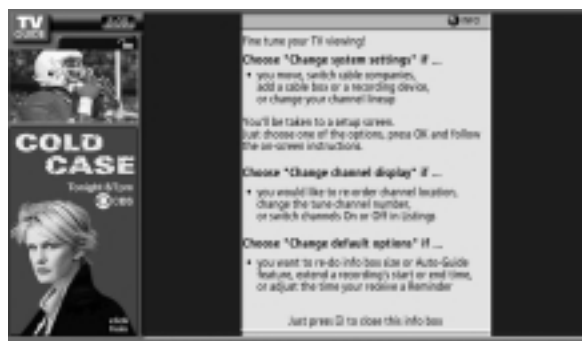 TV
GUIDE
INFO
Fine tune your TV viewing!
Choose "Change system settings" if ...
• you move, switch cable companies,
add a cable box or a recording device,
or change your channel lineup
You'll be taken to a setup screen.
Just choose one of the options, press OK and follow
the on-screen instructions.
Choose "Change channel display" if ...
• you would like to re-order channel location,
change the tune channel number,
or switch channels On or Off in Listings
Choose "Change default options" if ...
• you want to re-do info box size or Auto-Guide
feature, extend a recording's start or end time,
or adjust the time your receive a Reminder
Just press to close this info box
COLD
CASE
Tonight 8/7pm
CBS